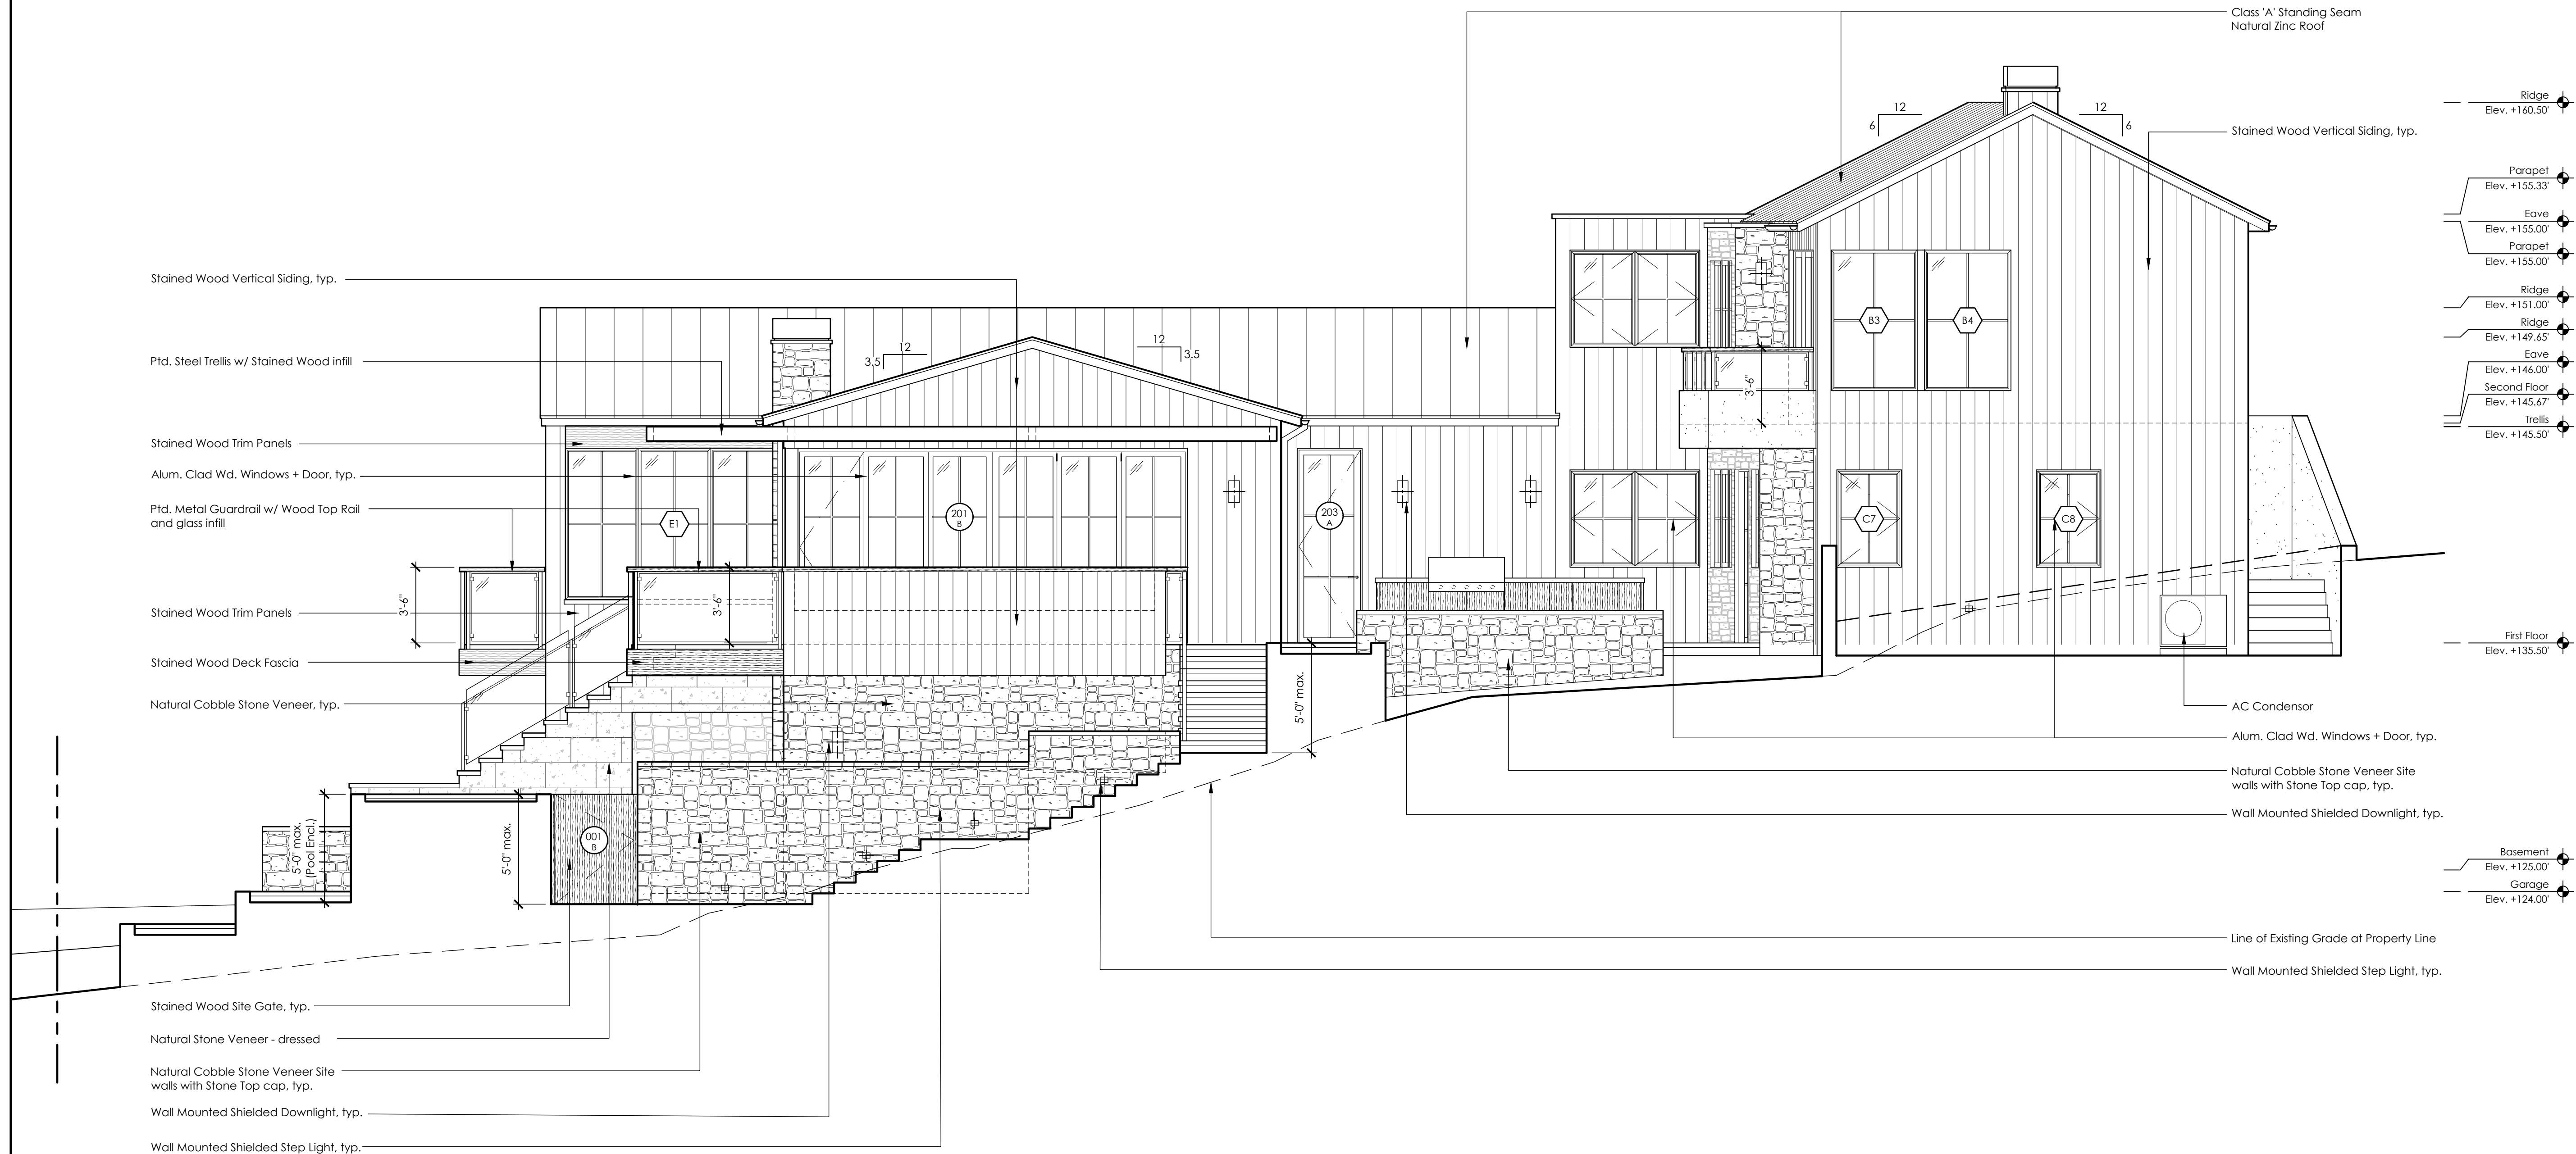 Class 'A' Standing Seam
Natural Zinc Roof
Ridge
Elev. +160.50'
12
6
12
6
Stained Wood Vertical Siding, typ.
Parapet
Elev. +155.33'
Eave
Elev. +155.00'
Parapet
Elev. +155.00'
Ridge
Elev. +151.00'
Ridge
Elev. +149.65'
Eave
Elev. +146.00'
Second Floor
Elev. +145.67'
Trellis
Elev. +145.50'
Stained Wood Vertical Siding, typ.
B3
B4
12
3.5
12
3.5
Ptd. Steel Trellis w/ Stained Wood infill
3'-6"
Stained Wood Trim Panels
Alum. Clad Wd. Windows + Door, typ.
Ptd. Metal Guardrail w/ Wood Top Rail
and glass infill
E1
201
B
203
A
C7
C8
3'-6"
3'-6"
Stained Wood Trim Panels
First Floor
Elev. +135.50'
Stained Wood Deck Fascia
5'-0" max.
Natural Cobble Stone Veneer, typ.
AC Condensor
Alum. Clad Wd. Windows + Door, typ.
Natural Cobble Stone Veneer Site
walls with Stone Top cap, typ.
Wall Mounted Shielded Downlight, typ.
5'-0" max.
(Pool Encl.)
5'-0" max.
001
B
Basement
Elev. +125.00'
Garage
Elev. +124.00'
Line of Existing Grade at Property Line
Wall Mounted Shielded Step Light, typ.
Stained Wood Site Gate, typ.
Natural Stone Veneer - dressed
Natural Cobble Stone Veneer Site
walls with Stone Top cap, typ.
Wall Mounted Shielded Downlight, typ.
Wall Mounted Shielded Step Light, typ.